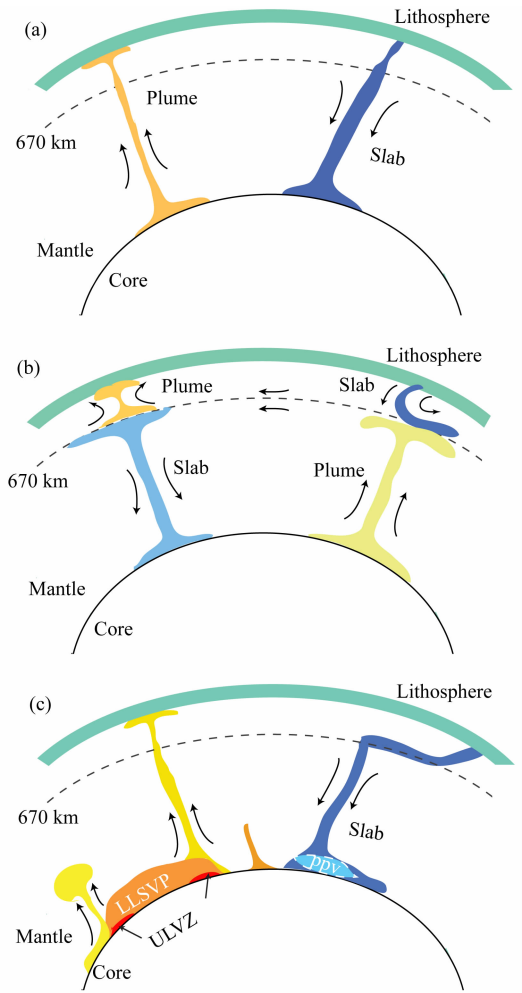 (a)
Lithosphere
Plume
670 km
Slab
Mantle
Core
(b)
Lithosphere
Plume
Slab
670 km
Slab
Plume
Mantle
Core
(c)
Lithosphere
670 km
Slab
ppv
LLSVP
ULVZ
Mantle
Core